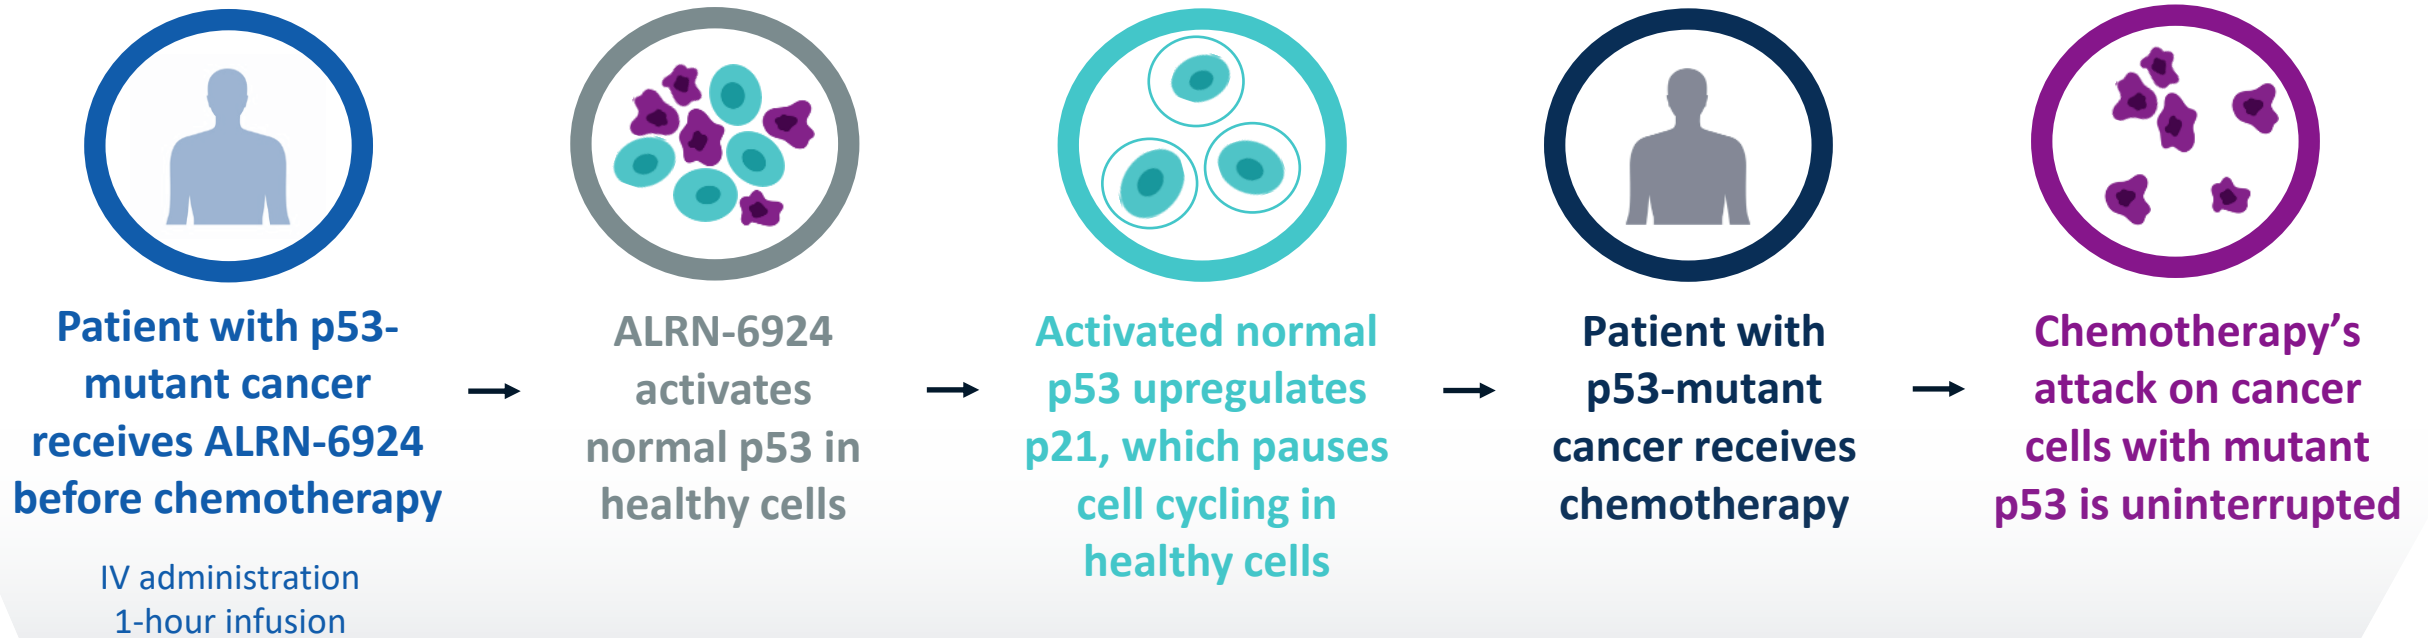 Patient with p53-
mutant cancer
receives ALRN-6924
before chemotherapy
IV administration
1-hour infusion
ALRN-6924
activates
normal p53 in
healthy cells
Activated normal
p53 upregulates
p21, which pauses
cell cycling in
healthy cells
Patient with
p53-mutant
cancer receives
chemotherapy
Chemotherapy’s
attack on cancer
cells with mutant
p53 is uninterrupted